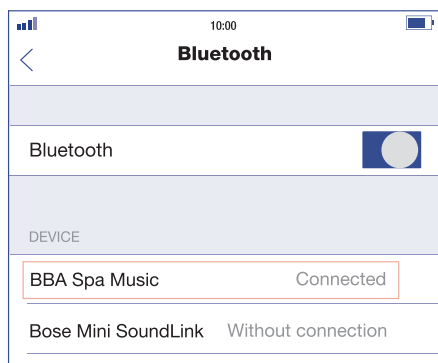 10:00
Bluetooth
Bluetooth
DEVICE
BBA Spa Music Connected
Bose Mini SoundLink Without connection